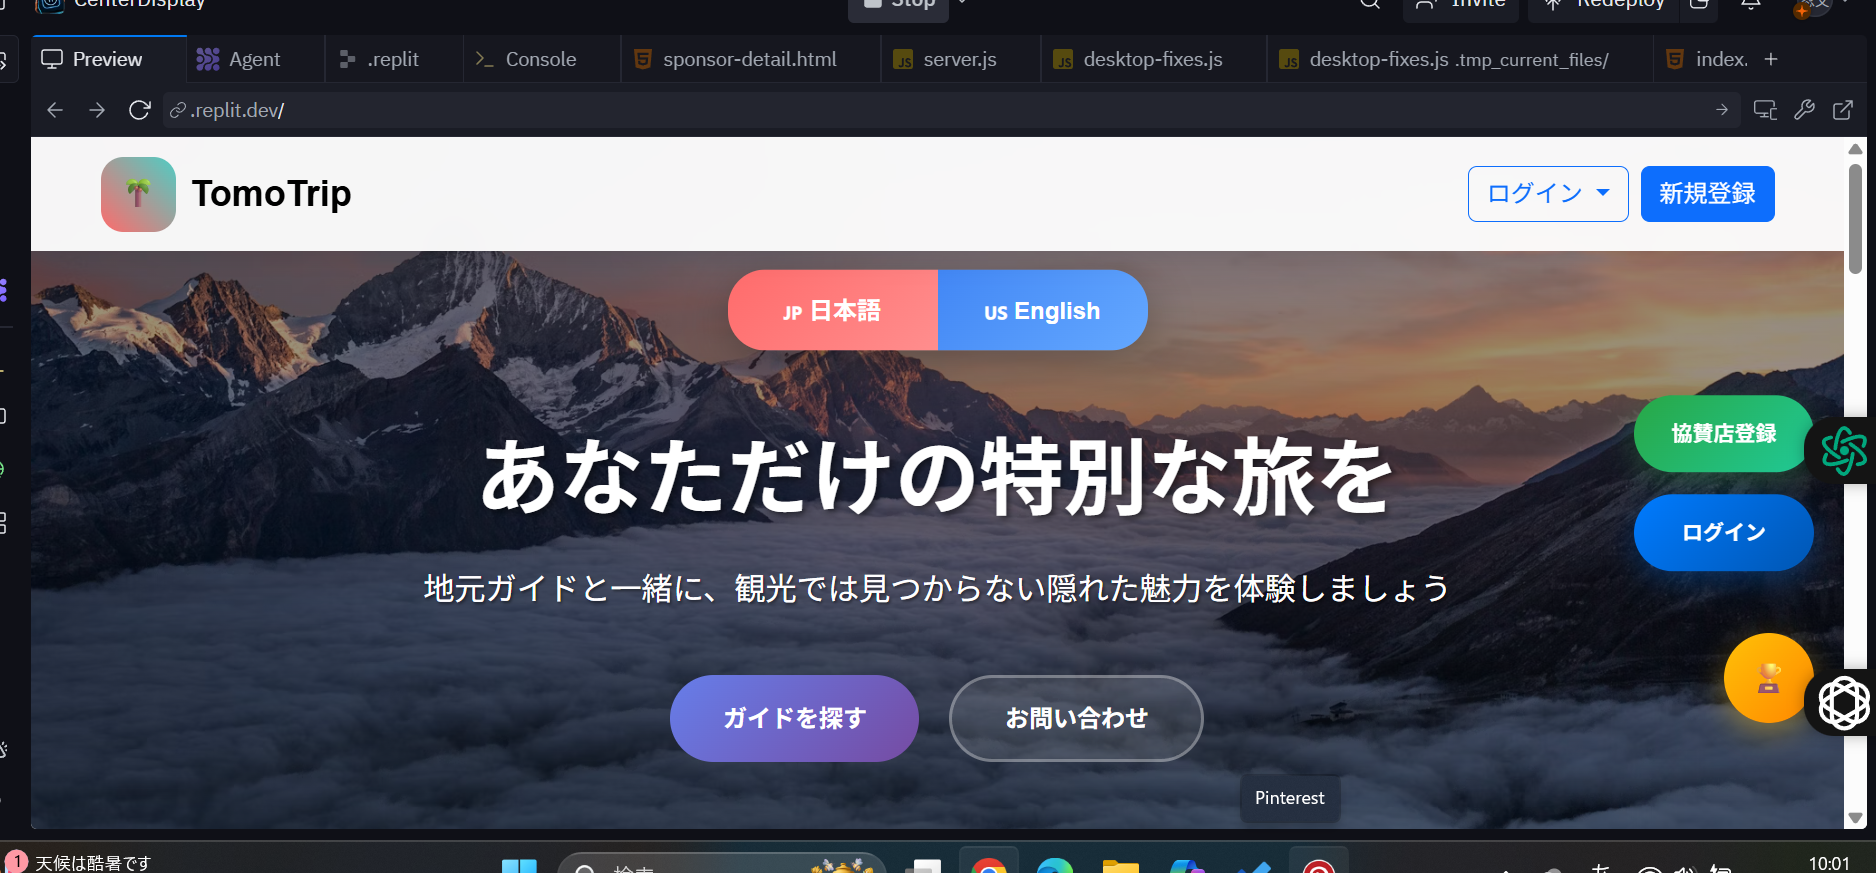 CenterDisplay
Stop
Invite
Redeploy
Preview
Agent
.replit
Console
sponsor-detail.html
JS server.js
JS desktop-fixes.js
JS desktop-fixes.js .tmp_current_files/
index.
.replit.dev/
TomoTrip
ログイン
新規登録
JP 日本語
US English
協賛店登録
あなただけの特別な旅を
ログイン
地元ガイドと一緒に、観光では見つからない隠れた魅力を体験しましょう
ガイドを探す
お問い合わせ
Pinterest
1
天候は酷暑です
検索
あ
10:01